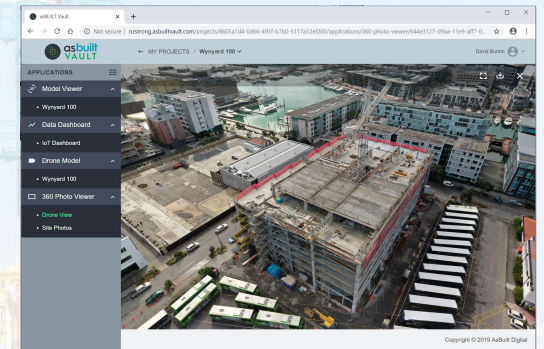 asBUILT Vault
Not secure | nzstrong.asbuiltvault.com/projects/8605a1d4-0d66-491f-b7b0-5117a12ef200/applications/360-photo-viewer/644e3127-d9aa-11e9-aff7-0...
asbuilt
VAULT
← MY PROJECTS / Wynyard 100
David Burton
APPLICATIONS
Model Viewer
• Wynyard 100
Data Dashboard
• IoT Dashboard
Drone Model
• Wynyard 100
360 Photo Viewer
• Drone View
• Site Photos
Copyright © 2019 AsBuilt Digital